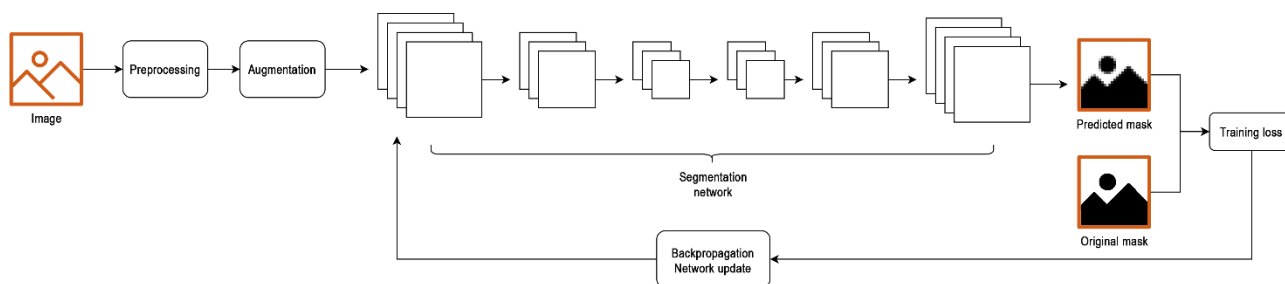 Image
Preprocessing
Augmentation
Segmentation
network
Predicted mask
Original mask
Training loss
Backpropagation
Network update